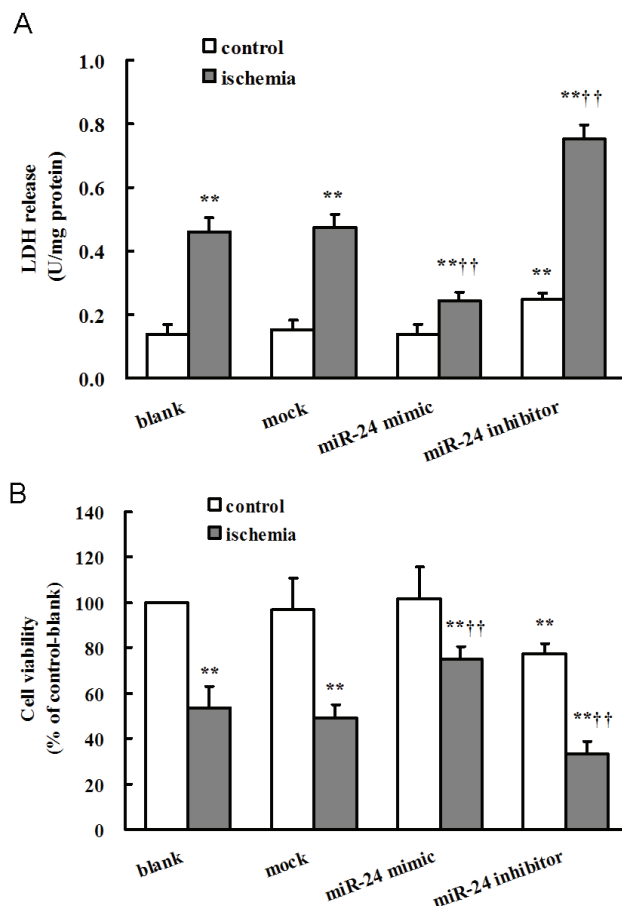 A
control
ischemia
LDH release
(U/mg protein)
1.0
0.8
0.6
0.4
0.2
0.0
**
**
**††
**
**††
blank
mock
miR-24 mimic
miR-24 inhibitor
B
control
ischemia
Cell viability
(% of control-blank)
140
120
100
80
60
40
20
0
**
**
**††
**
**††
blank
mock
miR-24 mimic
miR-24 inhibitor